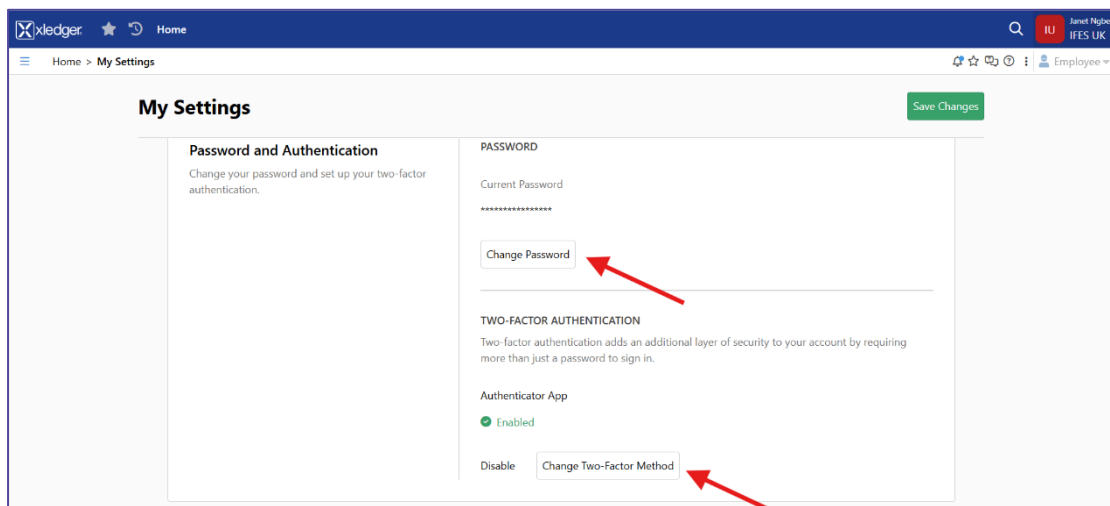 xledger Home
Janet Ngbe
IU
IFES UK
Home > My Settings
Employee
My Settings
Save Changes
Password and Authentication
Change your password and set up your two-factor
authentication.
PASSWORD
Current Password
****************
Change Password
TWO-FACTOR AUTHENTICATION
Two-factor authentication adds an additional layer of security to your account by requiring
more than just a password to sign in.
Authenticator App
Enabled
Disable Change Two-Factor Method